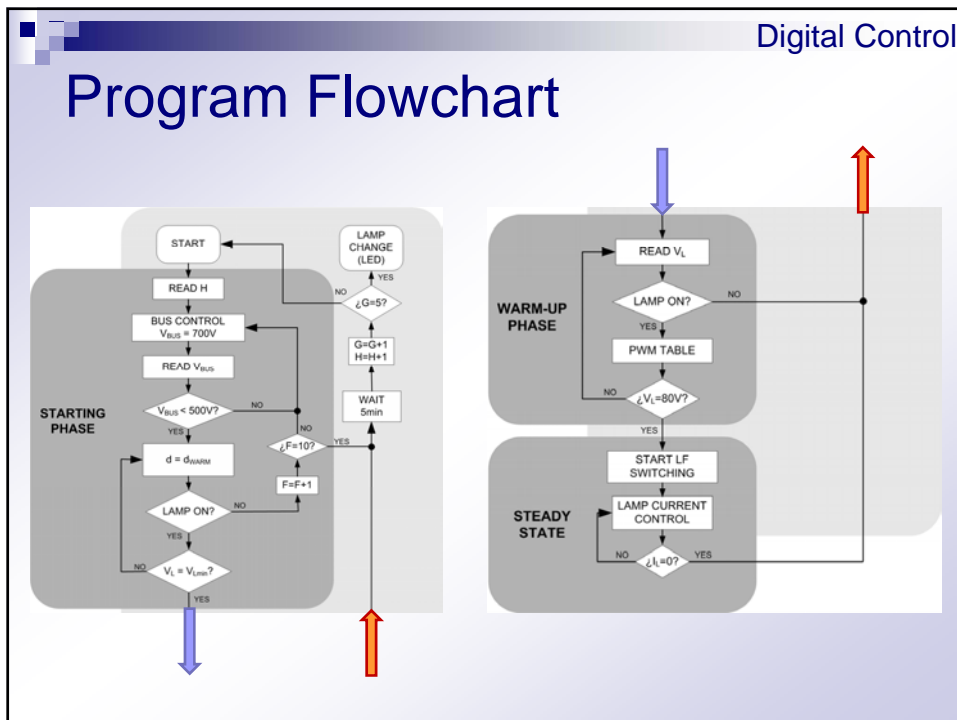 Digital Control
Program Flowchart
START
READ H
BUS CONTROL
VBUS = 700V
READ VBUS
VBUS < 500V?
NO
YES
d = dWARM
LAMP ON?
NO
YES
VL = VLmin?
NO
YES
STARTING
PHASE
LAMP
CHANGE
(LED)
YES
NO
¿G=5?
G=G+1
H=H+1
WAIT
5min
NO
¿F=10?
YES
F=F+1
READ VL
LAMP ON?
NO
YES
WARM-UP
PHASE
PWM TABLE
NO
¿VL=80V?
YES
START LF
SWITCHING
LAMP CURRENT
CONTROL
STEADY
STATE
NO
¿IL=0?
YES